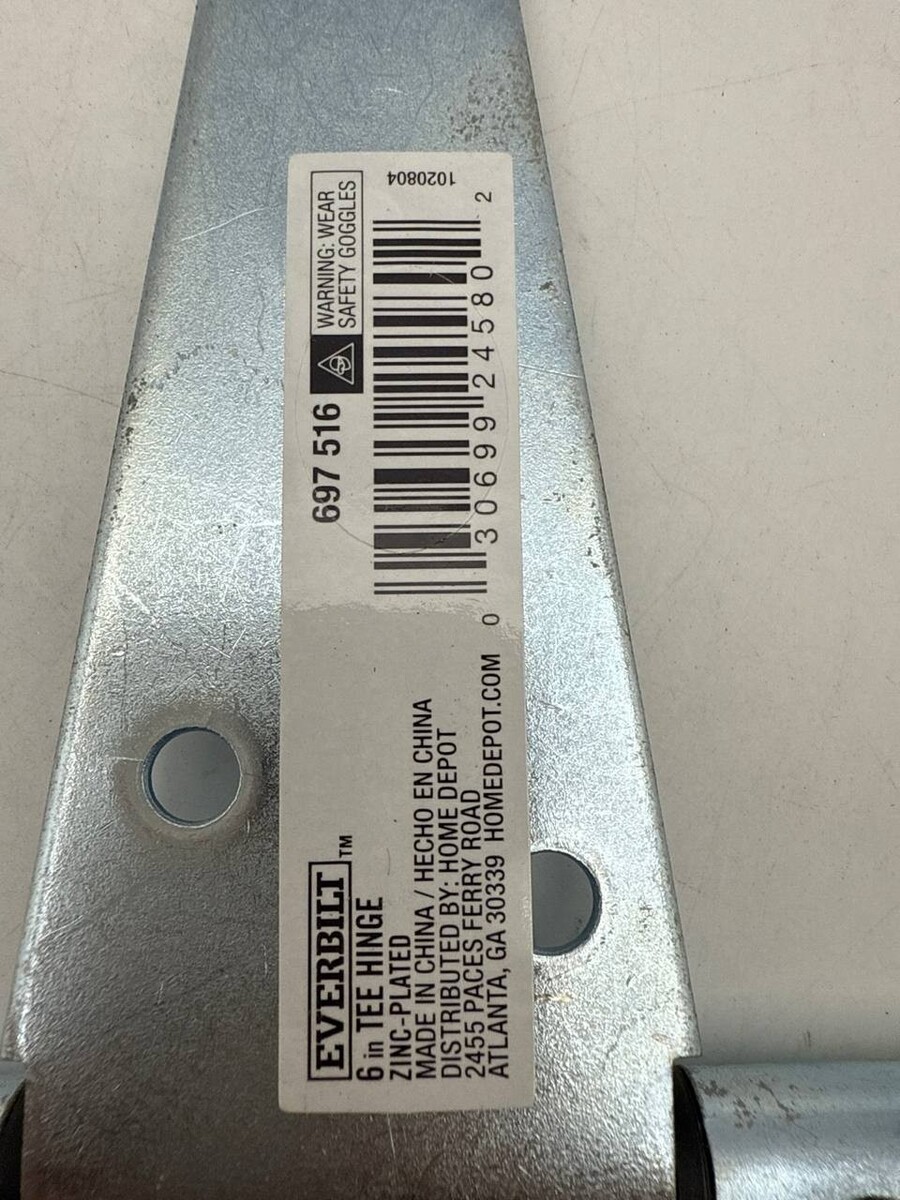 EVERBILT™
6 in TEE HINGE
ZINC-PLATED
MADE IN CHINA / HECHO EN CHINA
DISTRIBUTED BY: HOME DEPOT
2455 PACES FERRY ROAD
ATLANTA, GA 30339 HOMEDEPOT.COM
697 516
WARNING: WEAR
SAFETY GOGGLES
0 30699 24580 2
1020804